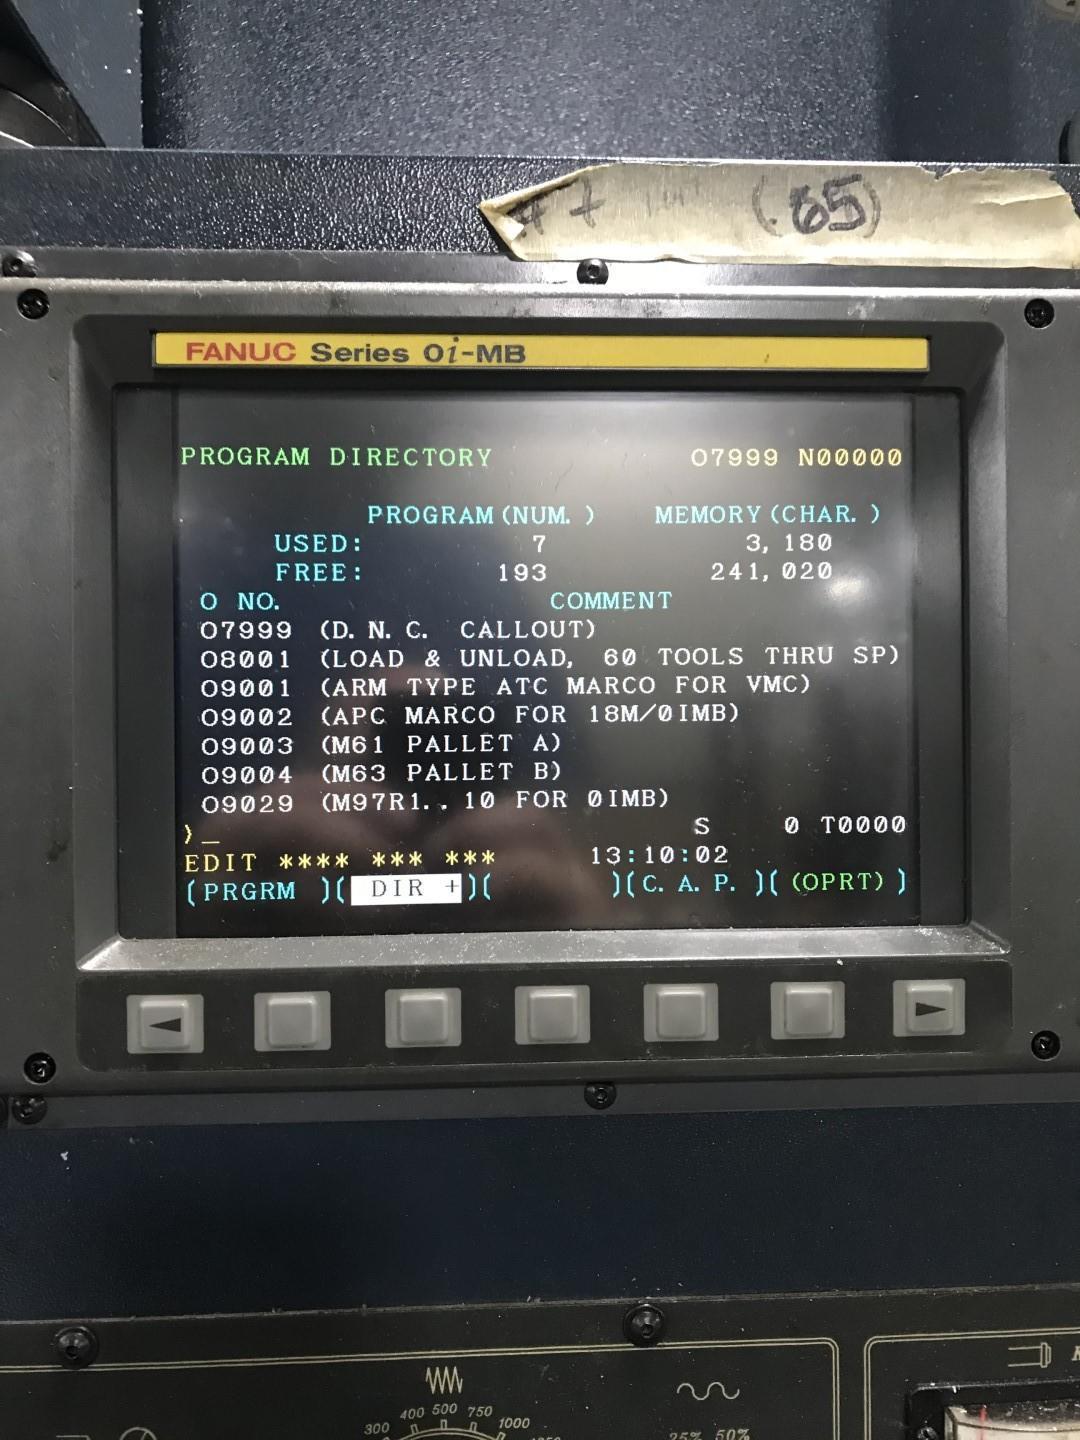 (.65)
FANUC Series 0i-MB
PROGRAM DIRECTORY O7999 N00000
PROGRAM(NUM. ) MEMORY(CHAR. )
USED: 7 3, 180
FREE: 193 241, 020
O NO. COMMENT
O7999 (D. N. C. CALLOUT)
O8001 (LOAD & UNLOAD, 60 TOOLS THRU SP)
O9001 (ARM TYPE ATC MARCO FOR VMC)
O9002 (APC MARCO FOR 18M/0IMB)
O9003 (M61 PALLET A)
O9004 (M63 PALLET B)
O9029 (M97R1.. 10 FOR 0IMB)
S 0 T0000
)_
EDIT **** *** *** 13:10:02
(PRGRM )( DIR +)( )(C. A. P. )( (OPRT) )
300 400 500 750 1000
25% 50%